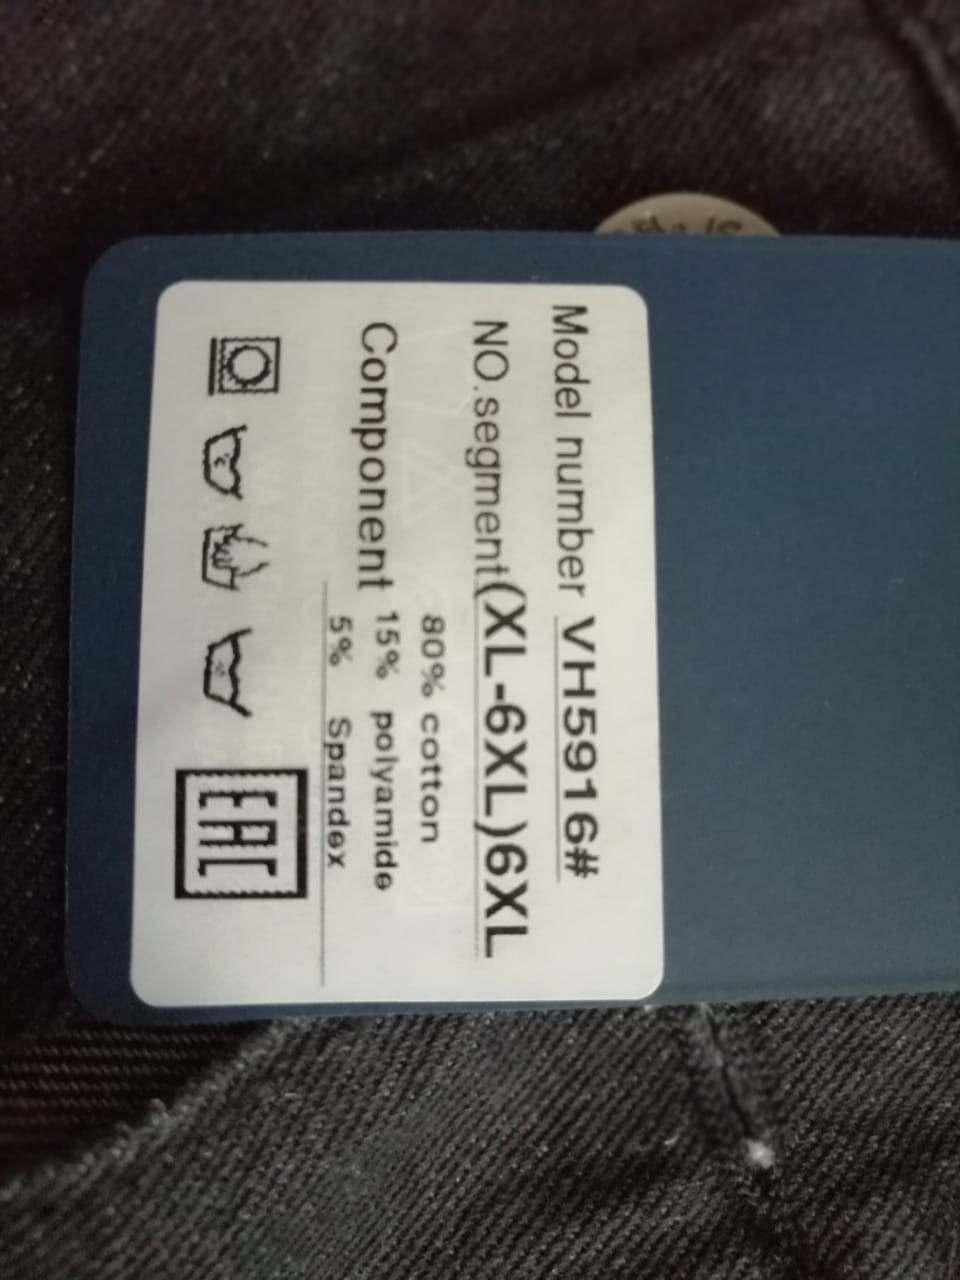 Model number VH5916#
NO.segment(XL-6XL)6XL
80% cotton
Component 15% polyamide
5% Spandex
EAC